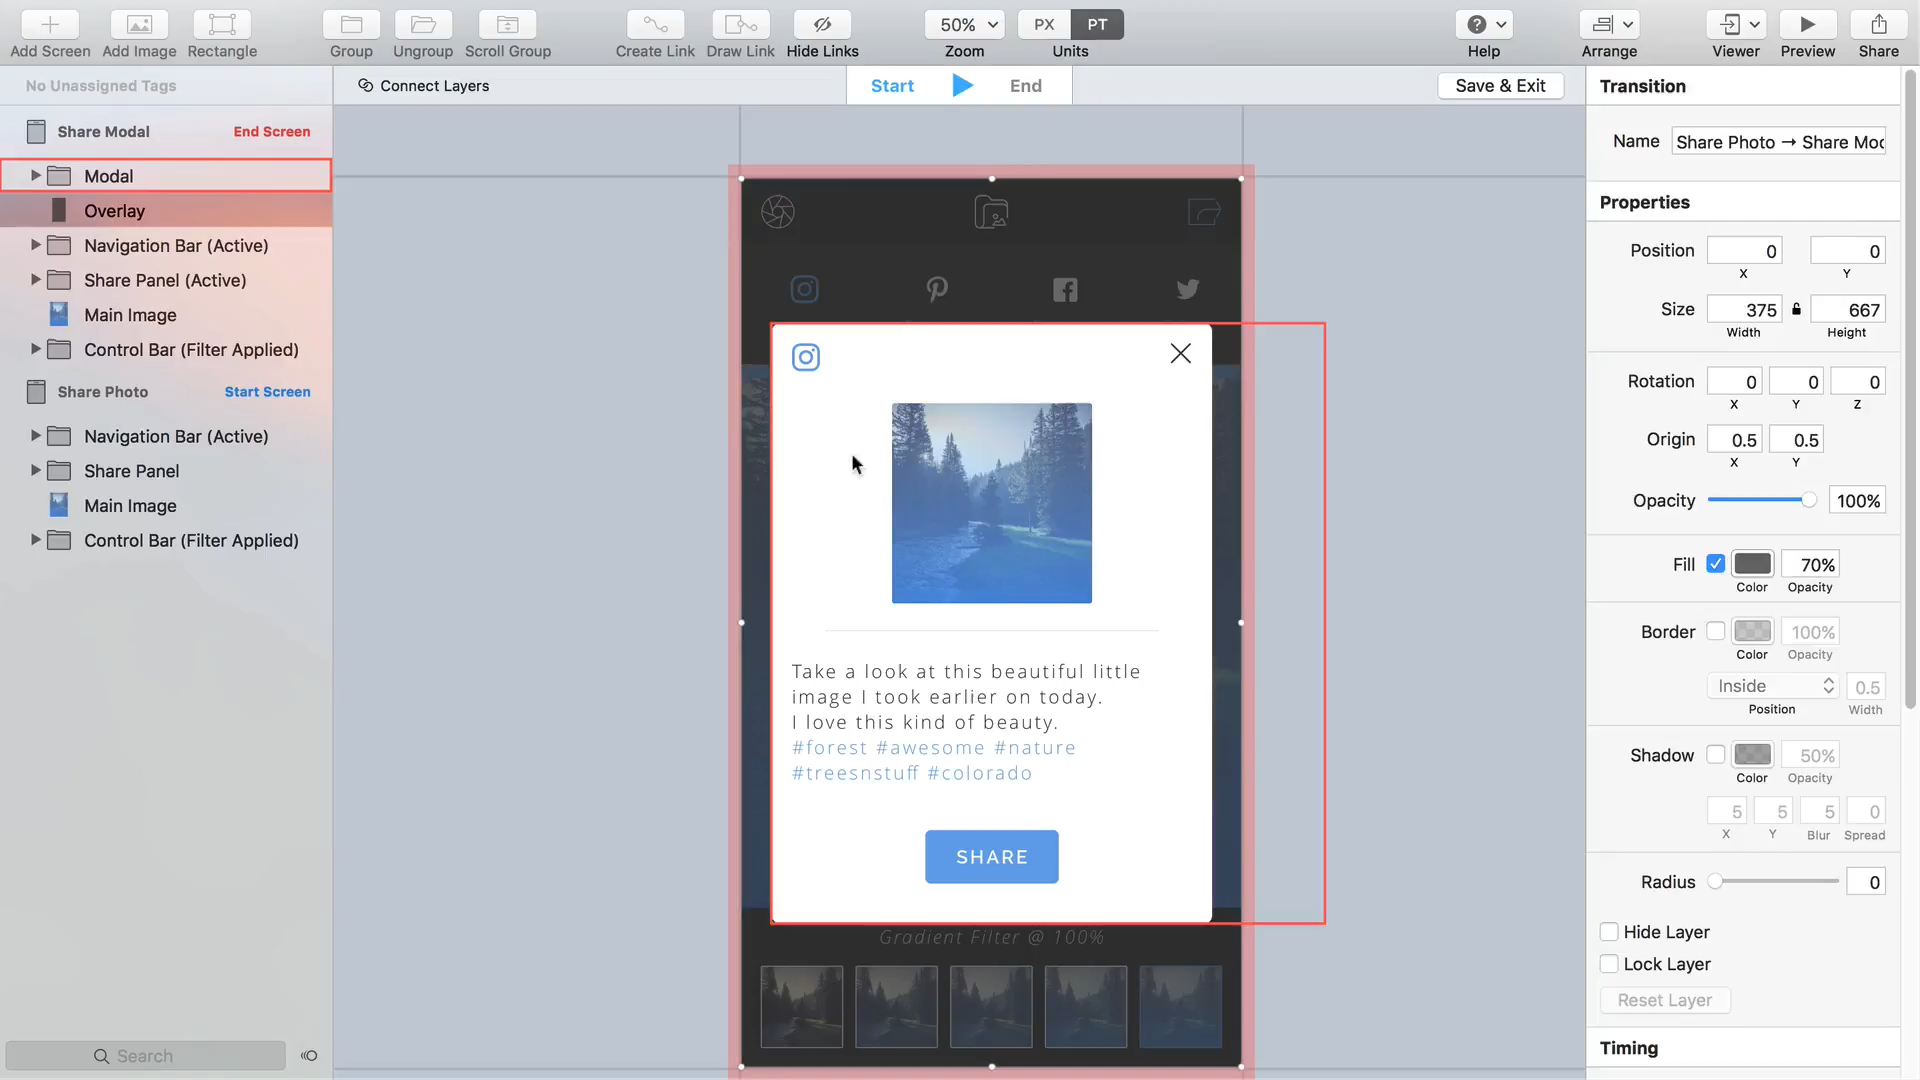 Add Screen
Add Image
Rectangle
Group
Ungroup
Scroll Group
Create Link
Draw Link
Hide Links
50%
Zoom
PX
PT
Units
Help
Arrange
Viewer
Preview
Share
No Unassigned Tags
Connect Layers
Start
End
Save & Exit
Share Modal
End Screen
Modal
Overlay
Navigation Bar (Active)
Share Panel (Active)
Main Image
Control Bar (Filter Applied)
Share Photo
Start Screen
Navigation Bar (Active)
Share Panel
Main Image
Control Bar (Filter Applied)
Search
Take a look at this beautiful little
image I took earlier on today.
I love this kind of beauty.
#forest #awesome #nature
#treesnstuff #colorado
SHARE
Gradient Filter @ 100%
Transition
Name
Share Photo → Share Mod
Properties
Position
0
0
X
Y
Size
375
667
Width
Height
Rotation
0
0
0
X
Y
Z
Origin
0.5
0.5
X
Y
Opacity
100%
Fill
70%
Color
Opacity
Border
100%
Color
Opacity
Inside
0.5
Position
Width
Shadow
50%
Color
Opacity
5
5
5
0
X
Y
Blur
Spread
Radius
0
Hide Layer
Lock Layer
Reset Layer
Timing